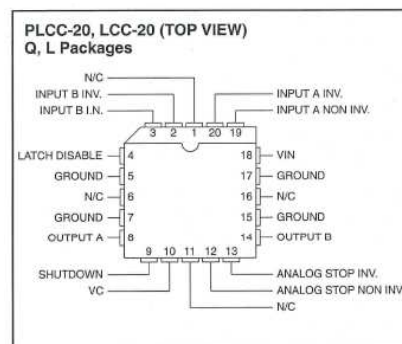 PLCC-20, LCC-20 (TOP VIEW)
Q, L Packages
N/C
INPUT B INV.
INPUT B I.N.
INPUT A INV.
INPUT A NON INV.
3 2 1 20 19
LATCH DISABLE 4
GROUND 5
N/C 6
GROUND 7
OUTPUT A 8
18 VIN
17 GROUND
16 N/C
15 GROUND
14 OUTPUT B
9 10 11 12 13
SHUTDOWN
VC
ANALOG STOP INV.
ANALOG STOP NON INV
N/C